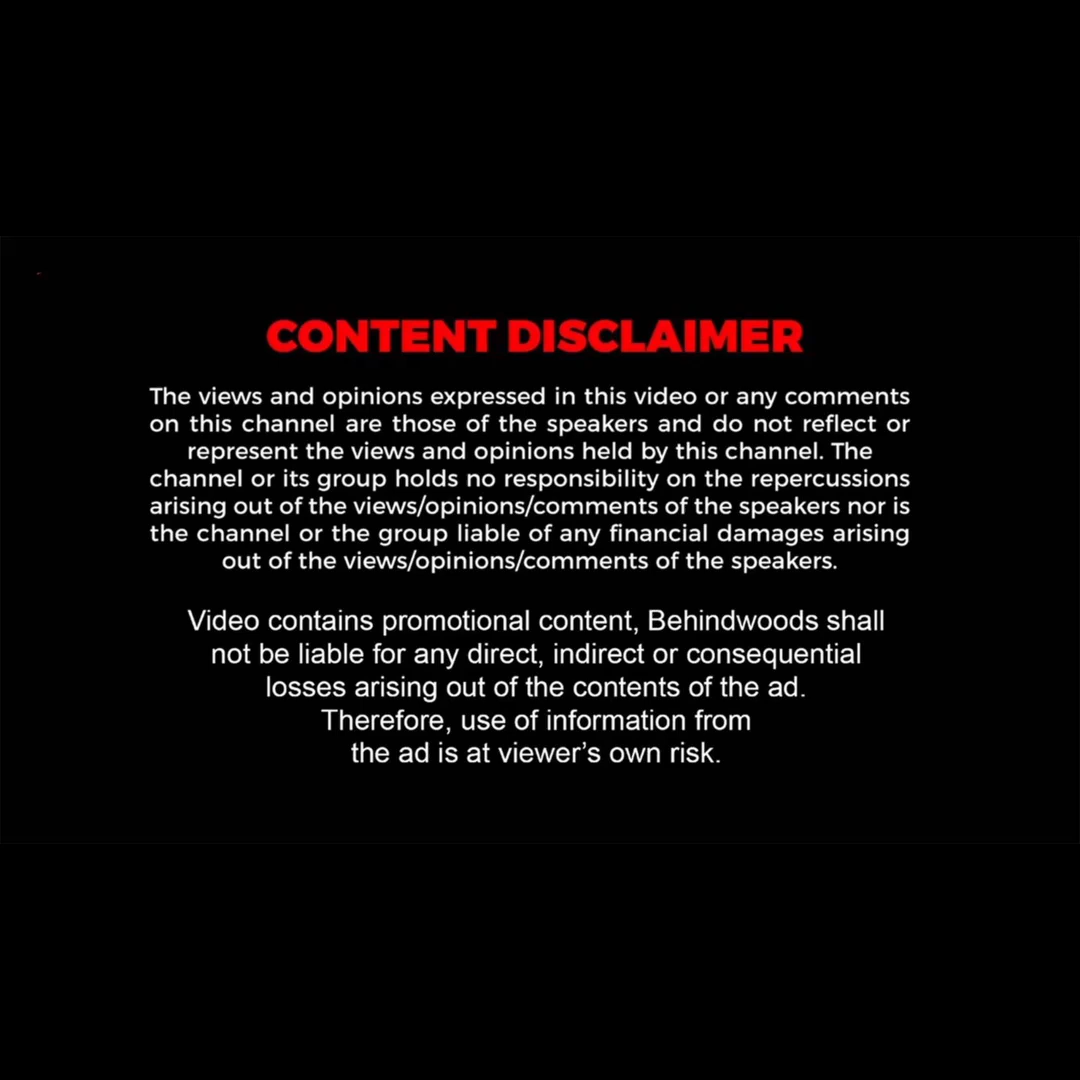 CONTENT DISCLAIMER
The views and opinions expressed in this video or any comments
on this channel are those of the speakers and do not reflect or
represent the views and opinions held by this channel. The
channel or its group holds no responsibility on the repercussions
arising out of the views/opinions/comments of the speakers nor is
the channel or the group liable of any financial damages arising
out of the views/opinions/comments of the speakers.
Video contains promotional content, Behindwoods shall
not be liable for any direct, indirect or consequential
losses arising out of the contents of the ad.
Therefore, use of information from
the ad is at viewer’s own risk.